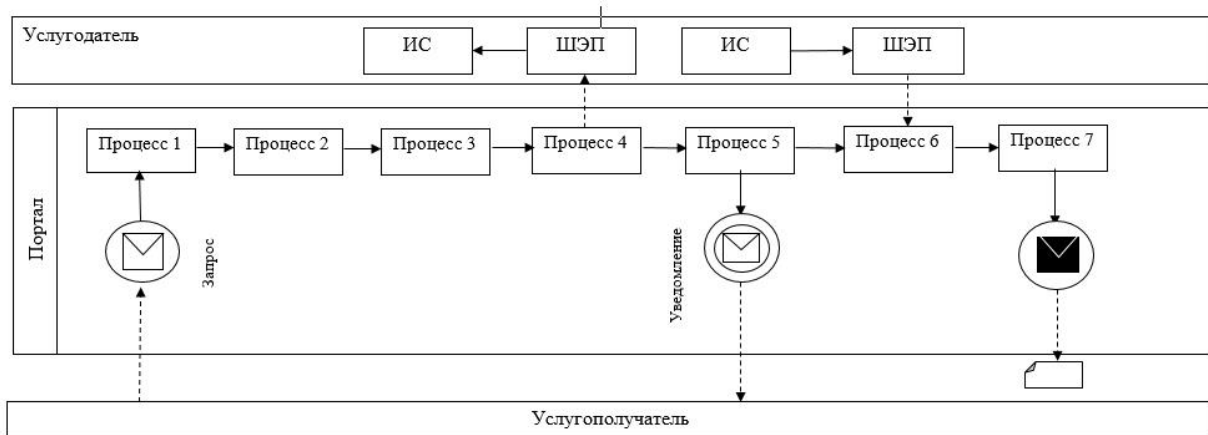 Услугодатель
ИС
ШЭП
ИС
ШЭП
Портал
Процесс 1
Процесс 2
Процесс 3
Процесс 4
Процесс 5
Процесс 6
Процесс 7
Запрос
Уведомление
Услугополучатель